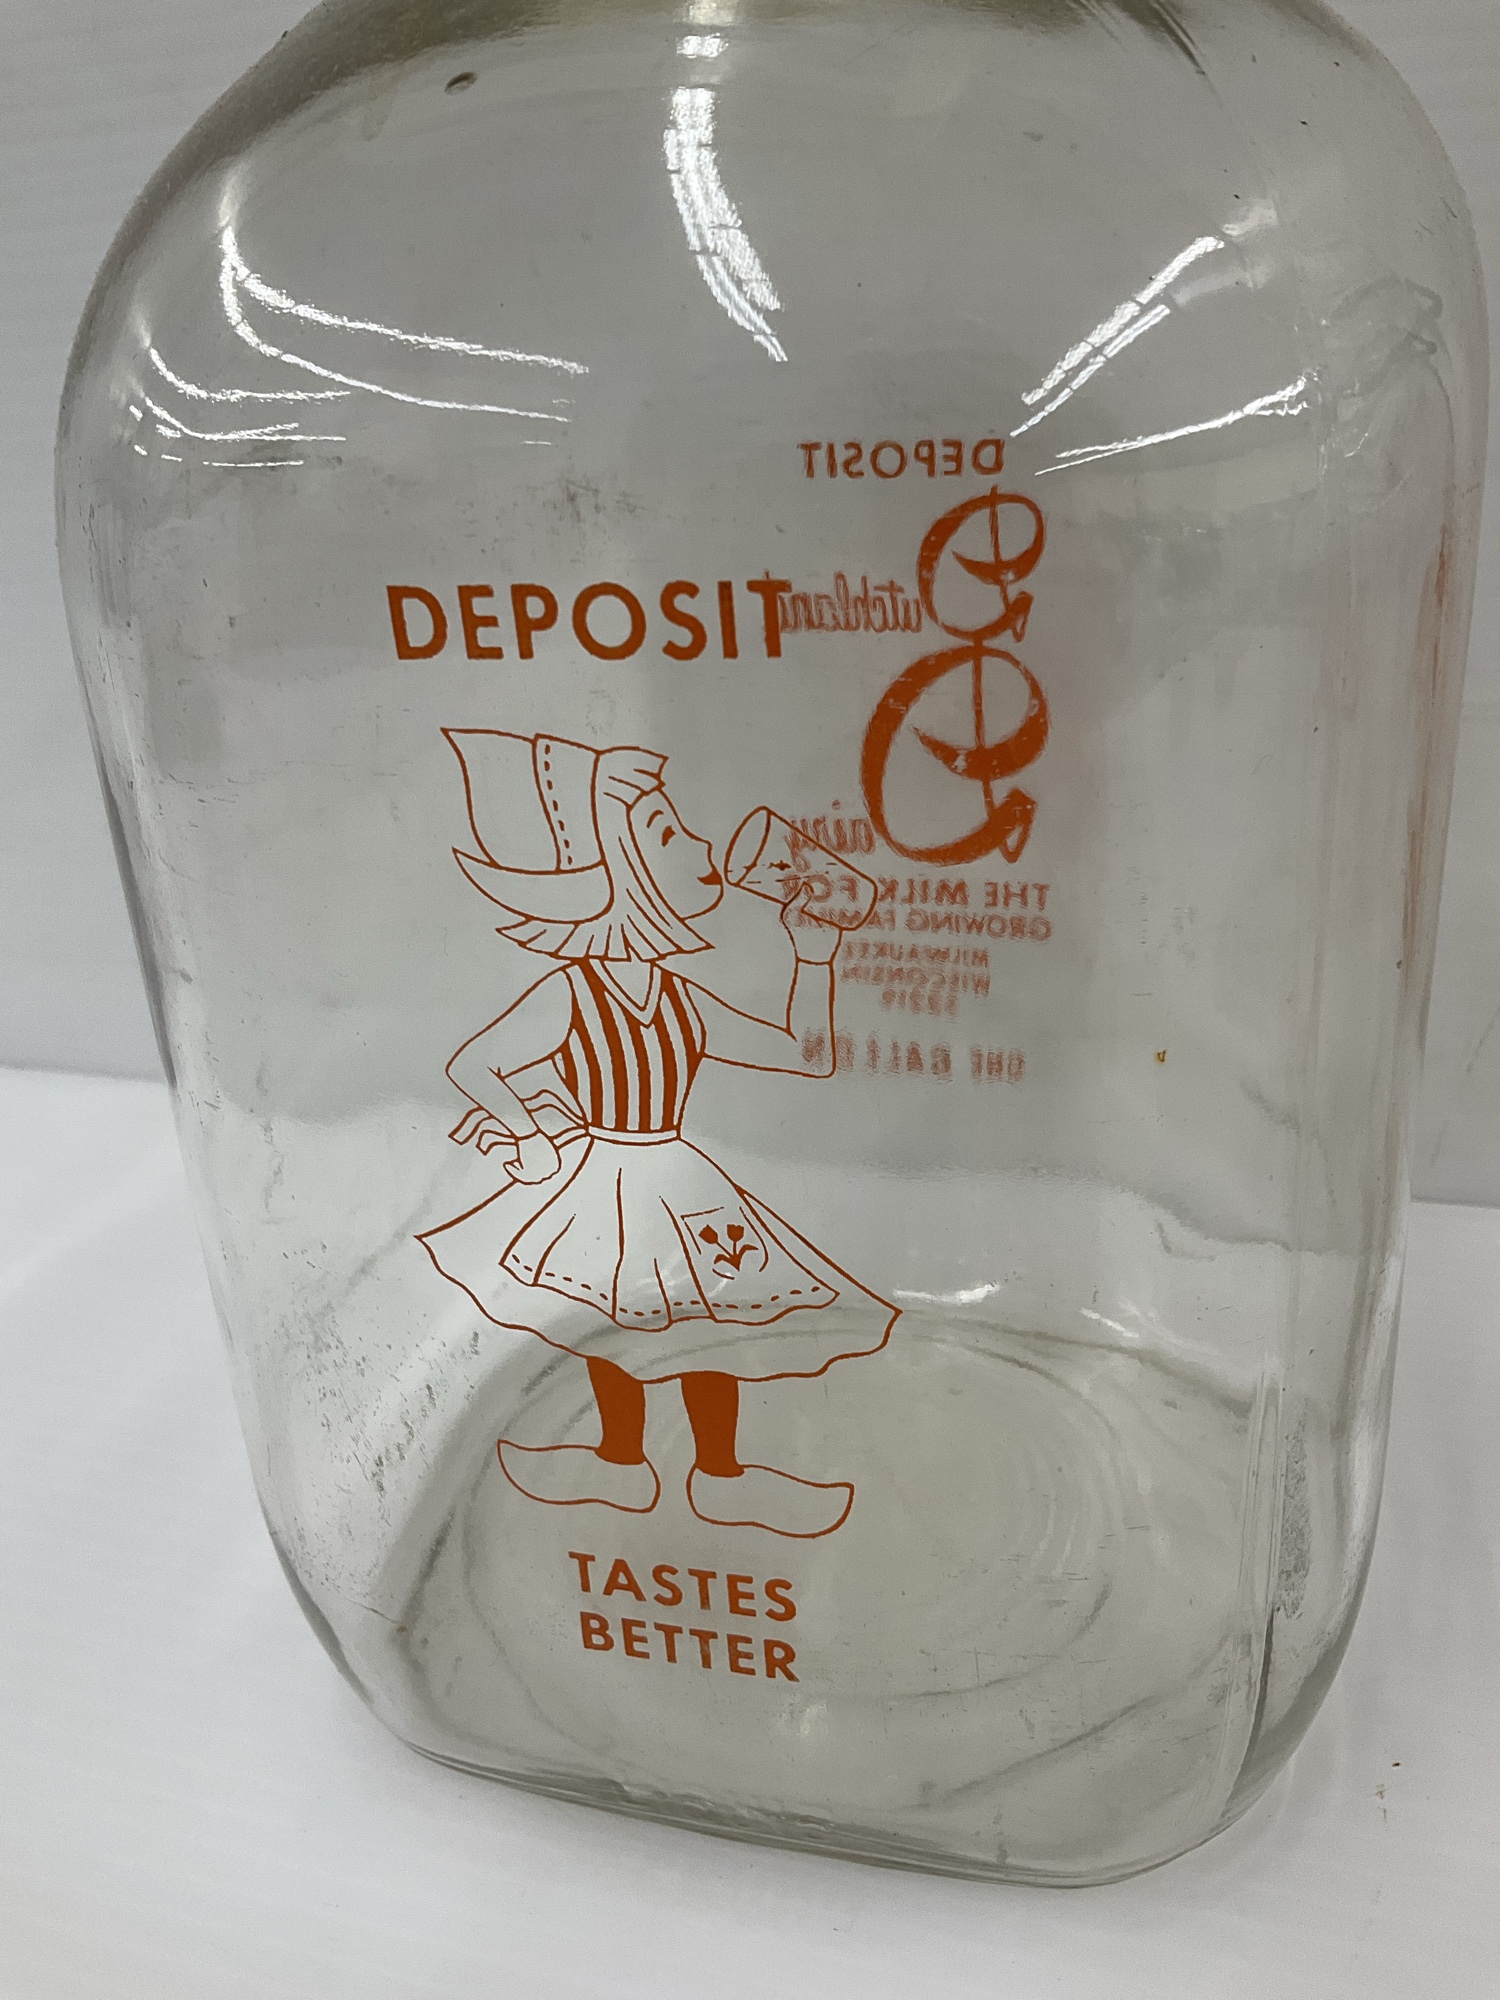 DEPOSIT
TASTES
BETTER
DEPOSIT
Dutchland
Dairy
THE MILK FOR
GROWING FAMILIES
MILWAUKEE
WISCONSIN
ONE GALLON